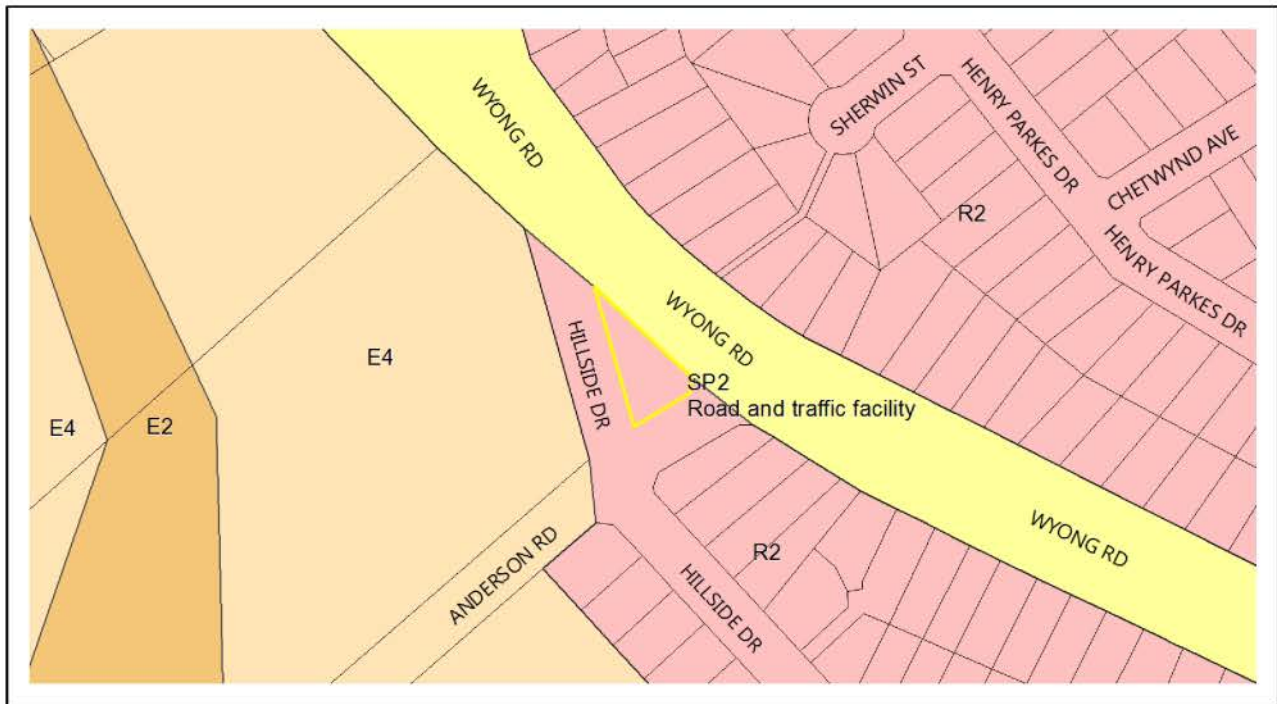 WYONG RD
SHERWIN ST
HENRY PARKES DR
CHETWYND AVE
R2
HENRY PARKES DR
WYONG RD
HILLSIDE DR
E4
SP2
Road and traffic facility
E4
E2
WYONG RD
R2
ANDERSON RD
HILLSIDE DR